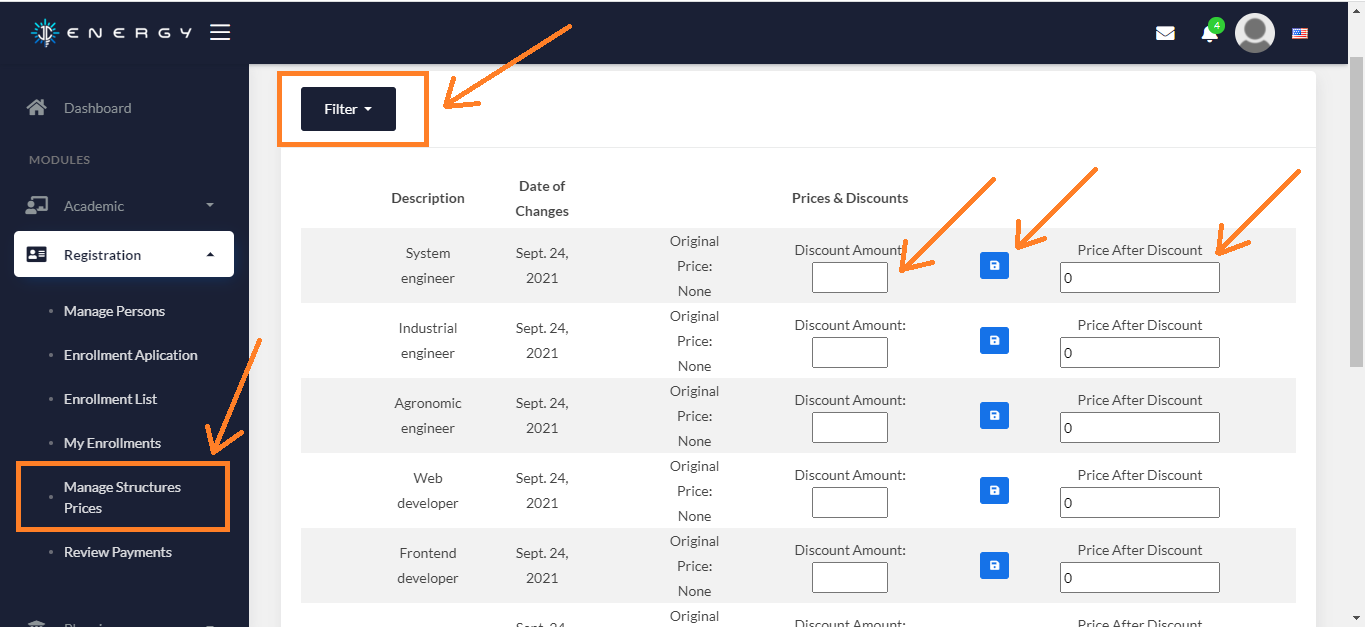 ENERGY
4
Dashboard
MODULES
Academic
Registration
Manage Persons
Enrollment Aplication
Enrollment List
My Enrollments
Manage Structures
Prices
Review Payments
Filter
Description
Date of
Changes
Prices & Discounts
System
engineer
Sept. 24,
2021
Original
Price:
None
Discount Amount:
Price After Discount
0
Industrial
engineer
Sept. 24,
2021
Original
Price:
None
Discount Amount:
Price After Discount
0
Agronomic
engineer
Sept. 24,
2021
Original
Price:
None
Discount Amount:
Price After Discount
0
Web
developer
Sept. 24,
2021
Original
Price:
None
Discount Amount:
Price After Discount
0
Frontend
developer
Sept. 24,
2021
Original
Price:
None
Discount Amount:
Price After Discount
0
Original
Sept. 24,
Discount Amount:
Price After Discount